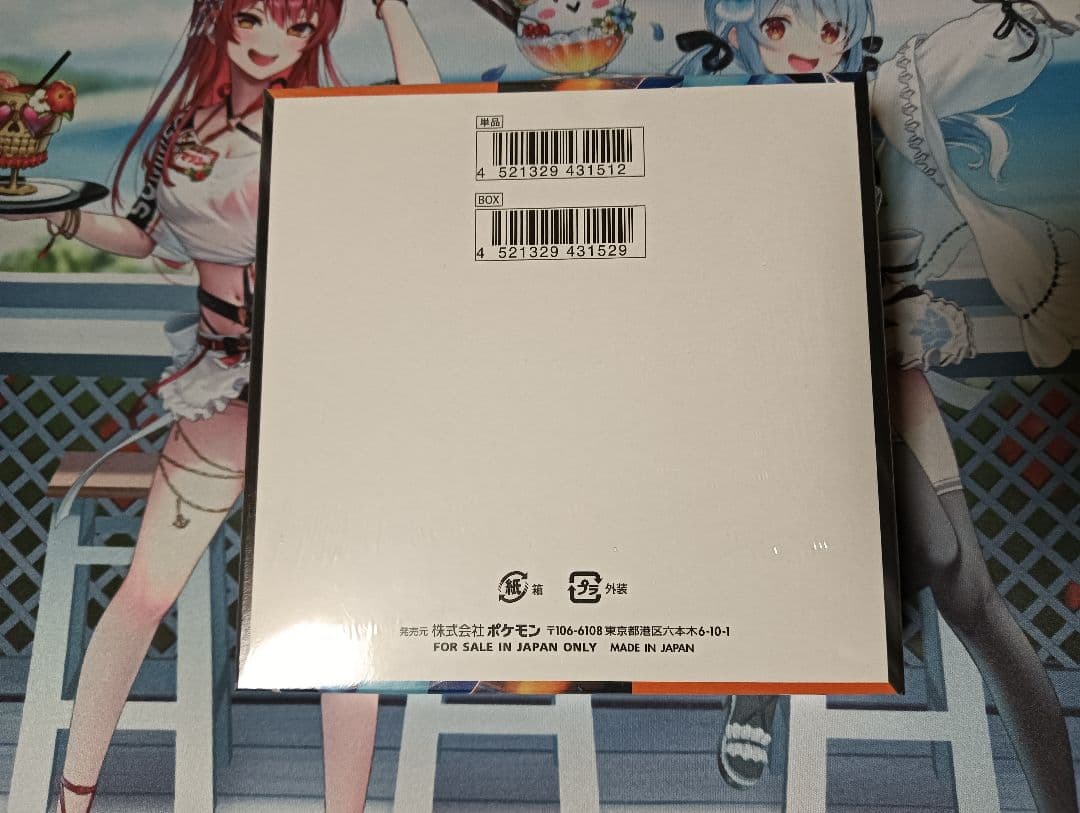 単品
4 521329 431512
BOX
4 521329 431529
紙 箱 プラ 外装
発売元 株式会社 ポケモン 〒106-6108 東京都港区六本木6-10-1
FOR SALE IN JAPAN ONLY MADE IN JAPAN